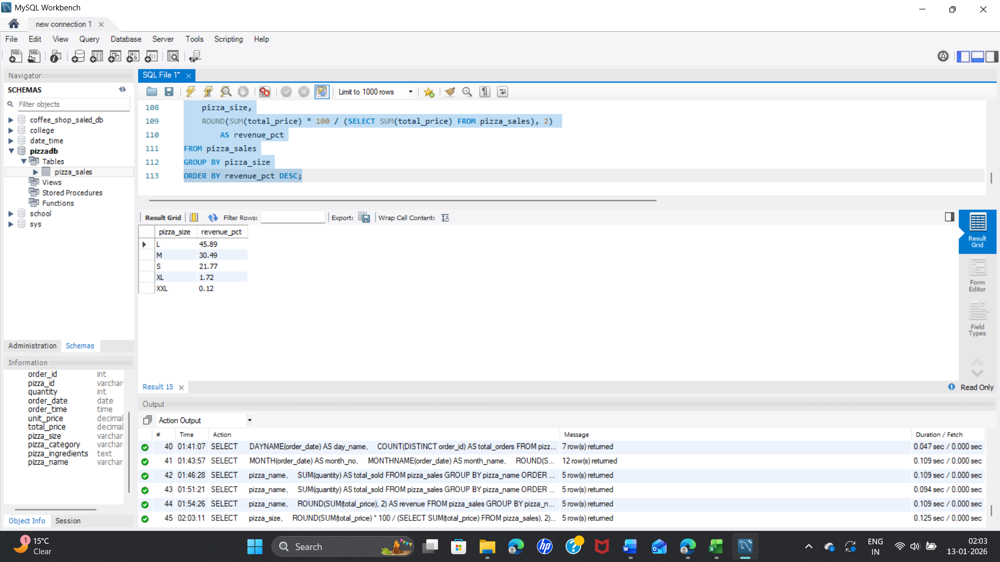 MySQL Workbench
new connection 1
File Edit View Query Database Server Tools Scripting Help
Navigator
SCHEMAS
Filter objects
coffee_shop_saled_db
college
date_time
pizzadb
Tables
pizza_sales
Views
Stored Procedures
Functions
school
sys
Administration Schemas
Information
order_id int
pizza_id varchar
quantity int
order_date date
order_time time
unit_price decimal
total_price decimal
pizza_size varchar
pizza_category varchar
pizza_ingredients text
pizza_name varchar
Object Info Session
SQL File 1*
Limit to 1000 rows
108 pizza_size,
109 ROUND(SUM(total_price) * 100 / (SELECT SUM(total_price) FROM pizza_sales), 2)
110 AS revenue_pct
111 FROM pizza_sales
112 GROUP BY pizza_size
113 ORDER BY revenue_pct DESC;
Result Grid Filter Rows: Export: Wrap Cell Content:
pizza_size revenue_pct
L 45.89
M 30.49
S 21.77
XL 1.72
XXL 0.12
Result Grid
Form Editor
Field Types
Result 15
Read Only
Output
Action Output
# Time Action Message Duration / Fetch
40 01:41:07 SELECT DAYNAME(order_date) AS day_name, COUNT(DISTINCT order_id) AS total_orders FROM pizz... 7 row(s) returned 0.047 sec / 0.000 sec
41 01:43:57 SELECT MONTH(order_date) AS month_no, MONTHNAME(order_date) AS month_name, ROUND(S... 12 row(s) returned 0.109 sec / 0.000 sec
42 01:46:28 SELECT pizza_name, SUM(quantity) AS total_sold FROM pizza_sales GROUP BY pizza_name ORDER ... 5 row(s) returned 0.109 sec / 0.000 sec
43 01:51:21 SELECT pizza_name, SUM(quantity) AS total_sold FROM pizza_sales GROUP BY pizza_name ORDER ... 5 row(s) returned 0.094 sec / 0.000 sec
44 01:54:26 SELECT pizza_name, ROUND(SUM(total_price), 2) AS revenue FROM pizza_sales GROUP BY pizza_n... 5 row(s) returned 0.109 sec / 0.000 sec
45 02:03:11 SELECT pizza_size, ROUND(SUM(total_price) * 100 / (SELECT SUM(total_price) FROM pizza_sales), 2)... 5 row(s) returned 0.125 sec / 0.000 sec
1
15°C
Clear
Search
ENG
IN
02:03
13-01-2026